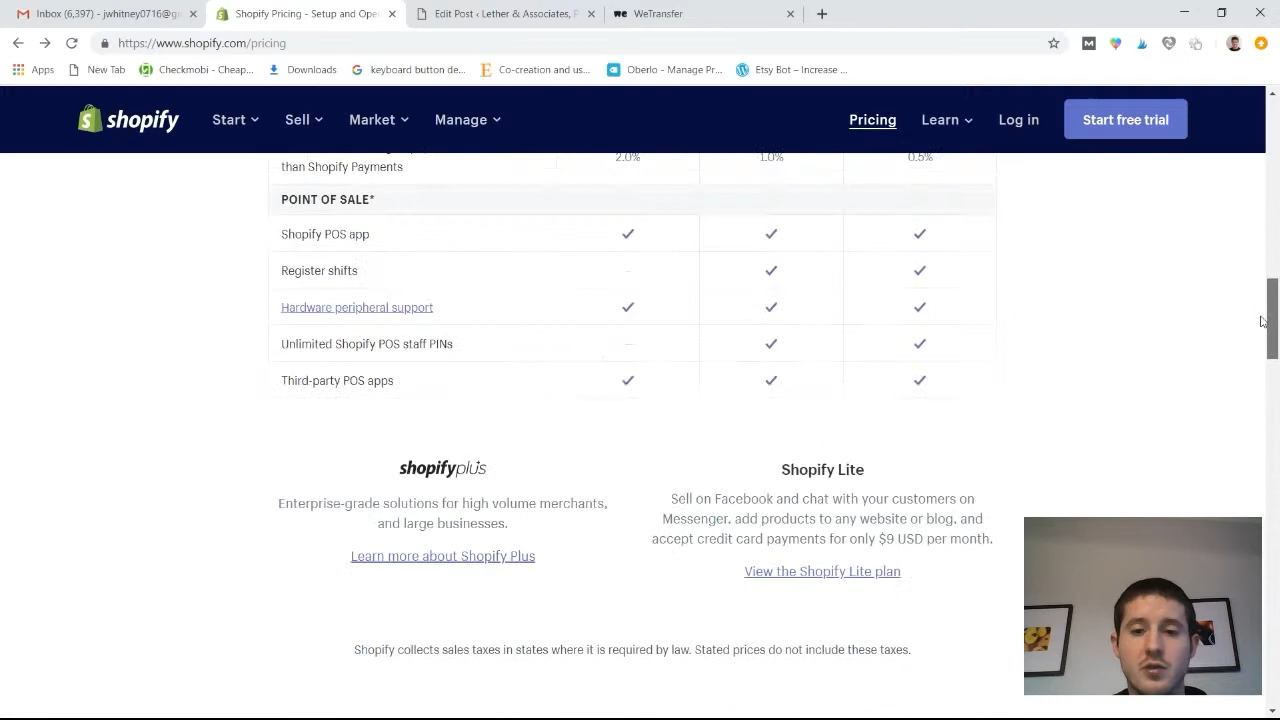 Inbox (6,397) - jwhitney0716@g
Shopify Pricing - Setup and Ope
Edit Post ‹ Lether & Associates, P
WeTransfer
https://www.shopify.com/pricing
Apps
New Tab
Checkmobi - Cheap...
Downloads
keyboard button de...
Co-creation and us...
Oberlo - Manage Pr...
Etsy Bot – Increase ...
shopify
Start
Sell
Market
Manage
Pricing
Learn
Log in
Start free trial
than Shopify Payments
2.0%
1.0%
0.5%
POINT OF SALE*
Shopify POS app
Register shifts
Hardware peripheral support
Unlimited Shopify POS staff PINs
Third-party POS apps
shopifyplus
Enterprise-grade solutions for high volume merchants,
and large businesses.
Learn more about Shopify Plus
Shopify Lite
Sell on Facebook and chat with your customers on
Messenger, add products to any website or blog, and
accept credit card payments for only $9 USD per month.
View the Shopify Lite plan
Shopify collects sales taxes in states where it is required by law. Stated prices do not include these taxes.